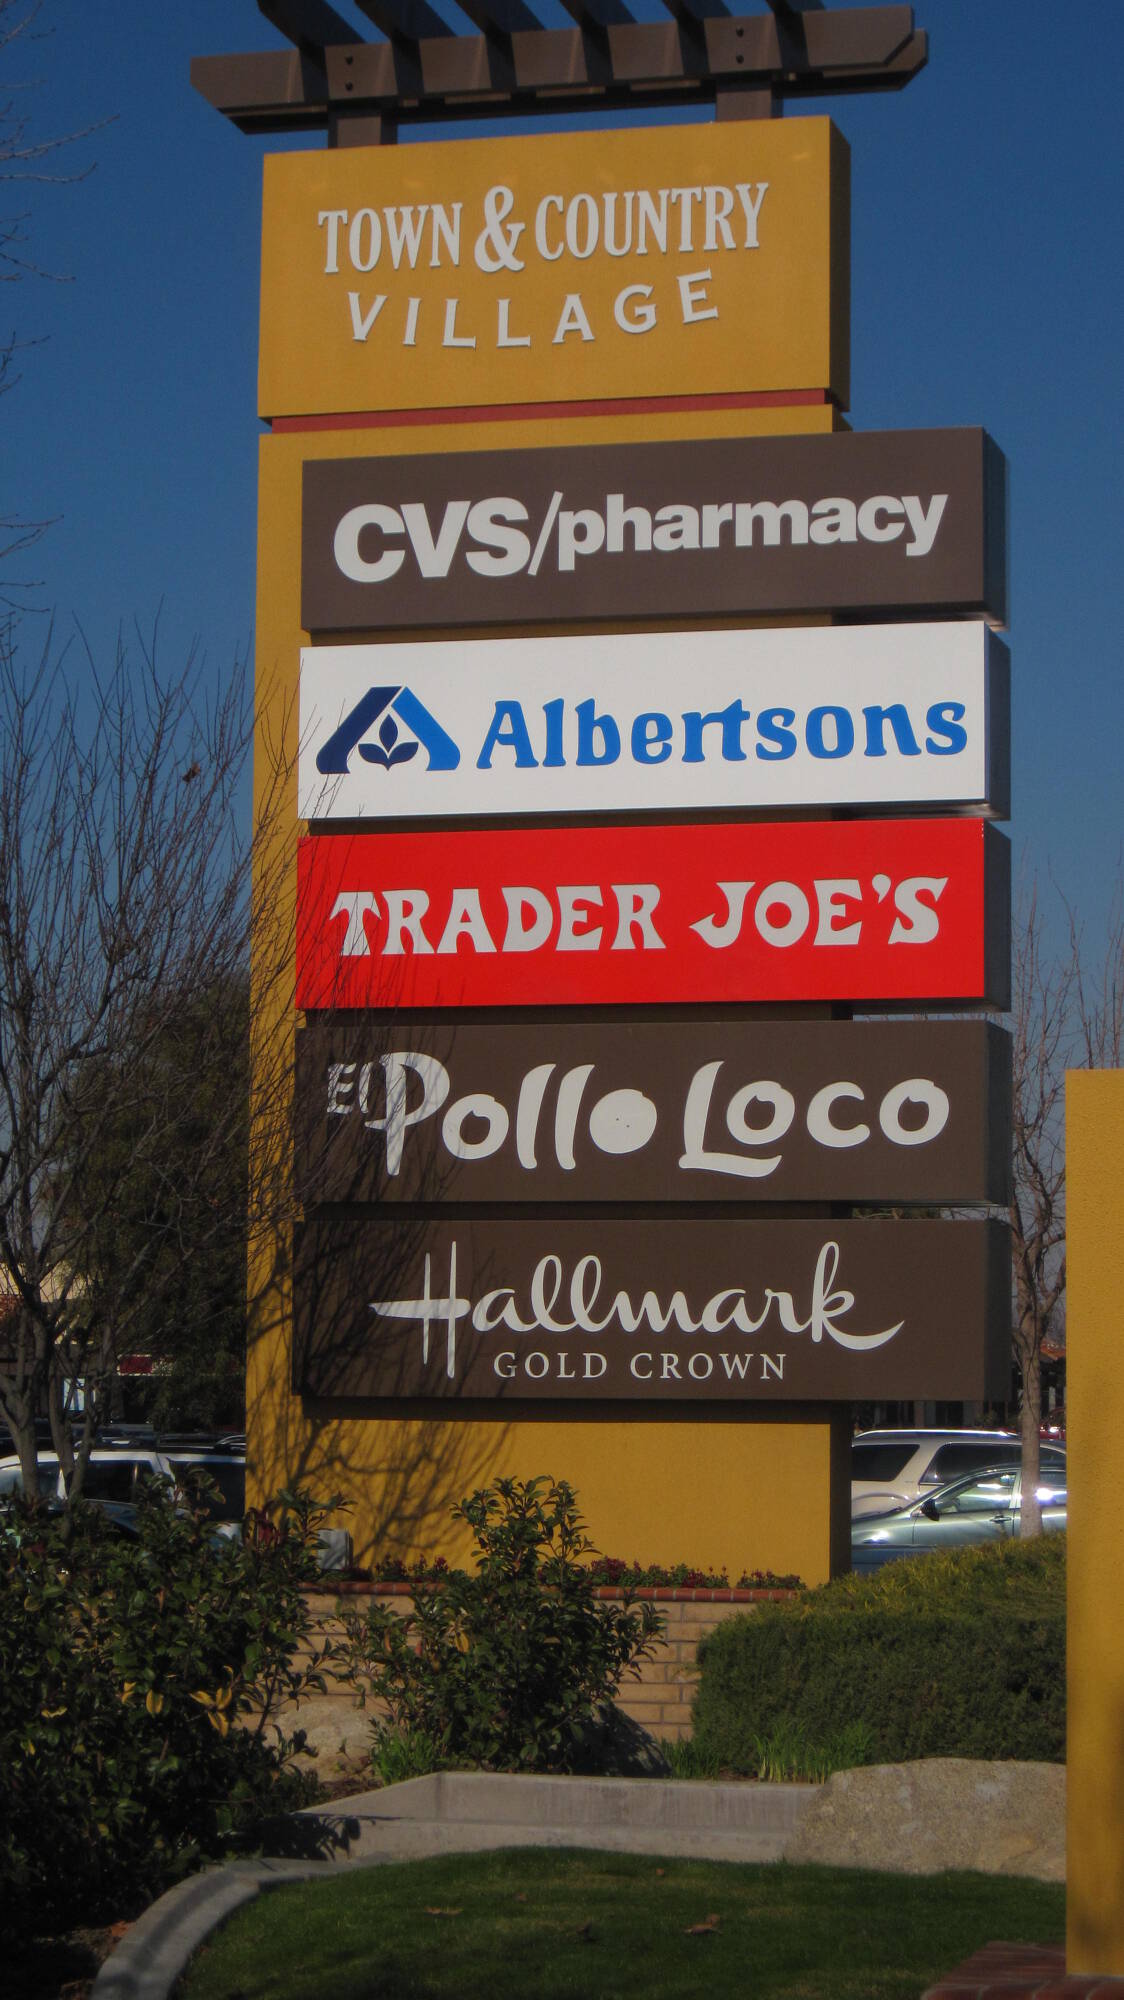 TOWN & COUNTRY
VILLAGE
CVS/pharmacy
Albertsons
TRADER JOE'S
El Pollo Loco
Hallmark
GOLD CROWN